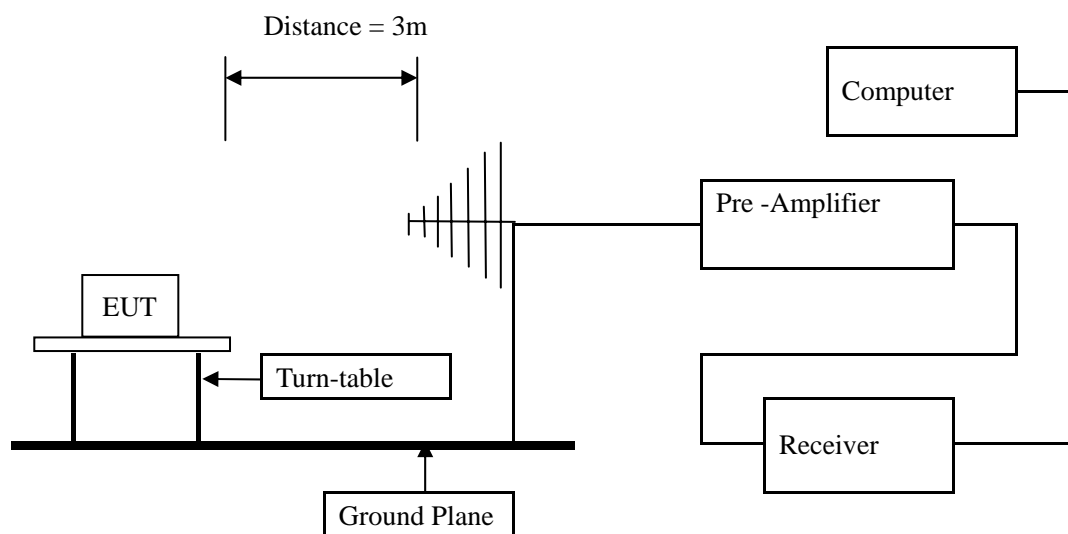 Distance = 3m
Computer
Pre -Amplifier
EUT
Turn-table
Receiver
Ground Plane